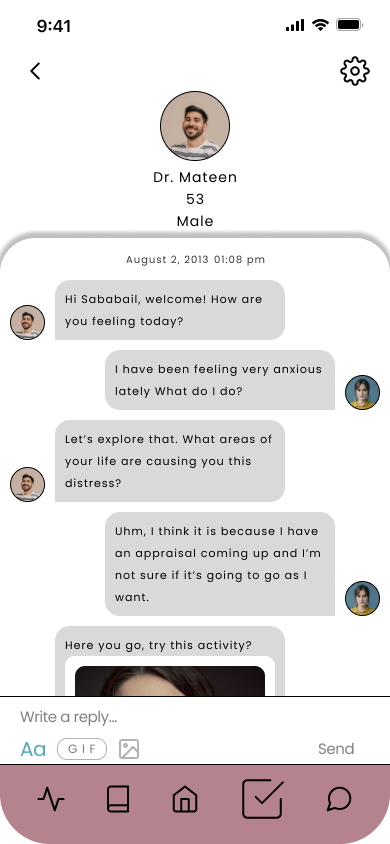 9:41
Dr. Mateen
53
Male
August 2, 2013 01:08 pm
Hi Sababail, welcome! How are
you feeling today?
I have been feeling very anxious
lately What do I do?
Let's explore that. What areas of
your life are causing you this
distress?
Uhm, I think it is because I have
an appraisal coming up and I'm
not sure if it's going to go as I
want.
Here you go, try this activity?
Write a reply...
Aa GIF Send